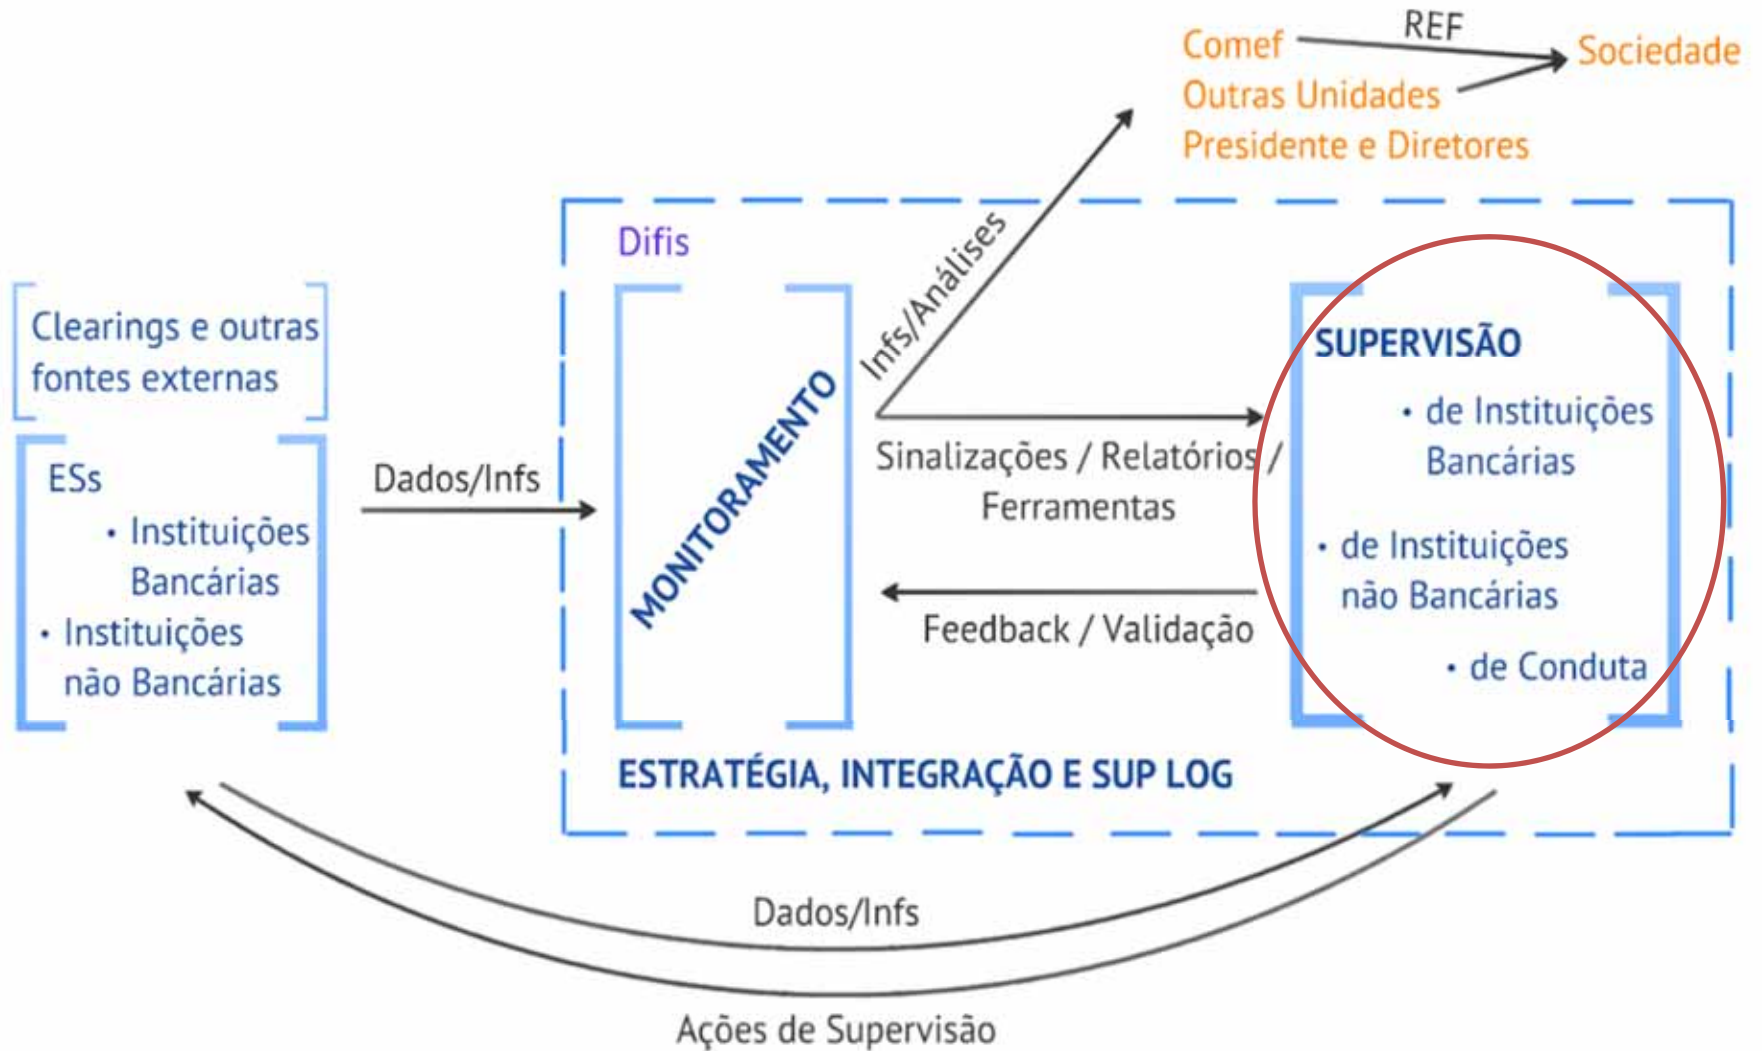 REF
Comef
Sociedade
Outras Unidades
Presidente e Diretores
Difis
Infs/Análises
Clearings e outras
fontes externas
ESs
• Instituições
Bancárias
• Instituições
não Bancárias
Dados/Infs
MONITORAMENTO
Sinalizações / Relatórios /
Ferramentas
Feedback / Validação
SUPERVISÃO
• de Instituições
Bancárias
• de Instituições
não Bancárias
• de Conduta
ESTRATÉGIA, INTEGRAÇÃO E SUP LOG
Dados/Infs
Ações de Supervisão